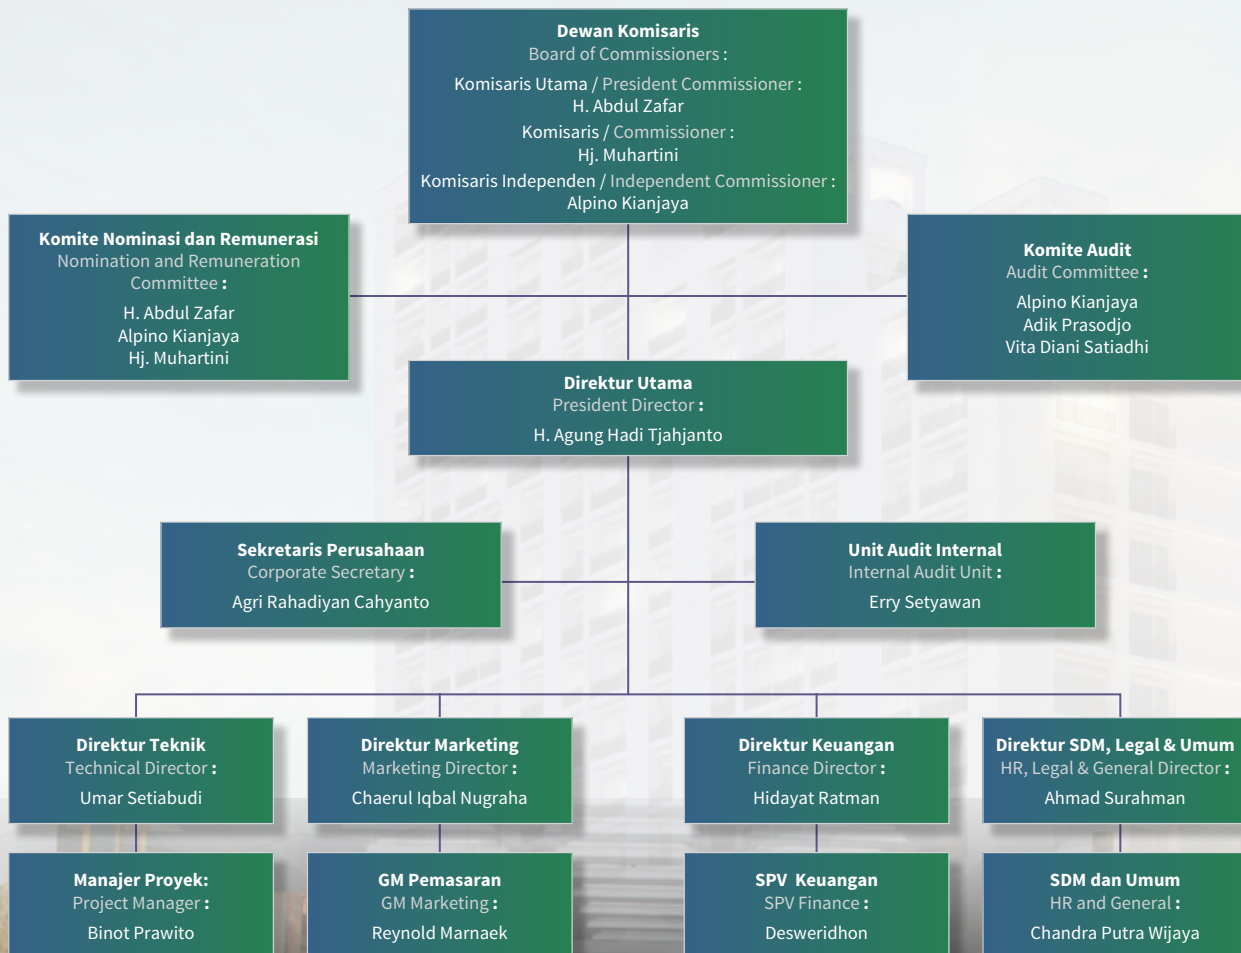 Dewan Komisaris
Board of Commissioners :
Komisaris Utama / President Commissioner :
H. Abdul Zafar
Komisaris / Commissioner :
Hj. Muhartini
Komisaris Independen / Independent Commissioner :
Alpino Kianjaya
Komite Nominasi dan Remunerasi
Nomination and Remuneration
Committee :
H. Abdul Zafar
Alpino Kianjaya
Hj. Muhartini
Komite Audit
Audit Committee :
Alpino Kianjaya
Adik Prasodjo
Vita Diani Satiadhi
Direktur Utama
President Director :
H. Agung Hadi Tjahjanto
Sekretaris Perusahaan
Corporate Secretary :
Agri Rahadiyan Cahyanto
Unit Audit Internal
Internal Audit Unit :
Erry Setyawan
Direktur Teknik
Technical Director :
Umar Setiabudi
Direktur Marketing
Marketing Director :
Chaerul Iqbal Nugraha
Direktur Keuangan
Finance Director :
Hidayat Ratman
Direktur SDM, Legal & Umum
HR, Legal & General Director :
Ahmad Surahman
Manajer Proyek:
Project Manager :
Binot Prawito
GM Pemasaran
GM Marketing :
Reynold Marnaek
SPV  Keuangan
SPV Finance :
Desweridhon
SDM dan Umum
HR and General :
Chandra Putra Wijaya